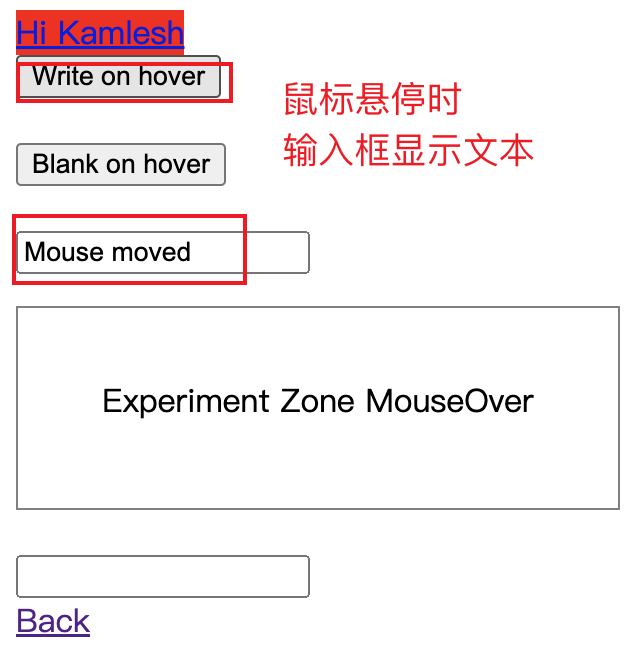 Hi Kamlesh
Write on hover
鼠标悬停时
输入框显示文本
Blank on hover
Mouse moved
Experiment Zone MouseOver
Back